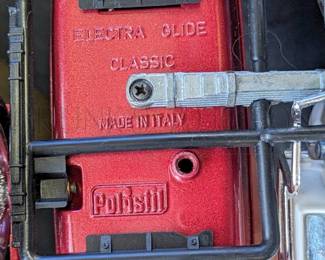 ELECTRA GLIDE
CLASSIC
MADE IN ITALY
Polistil